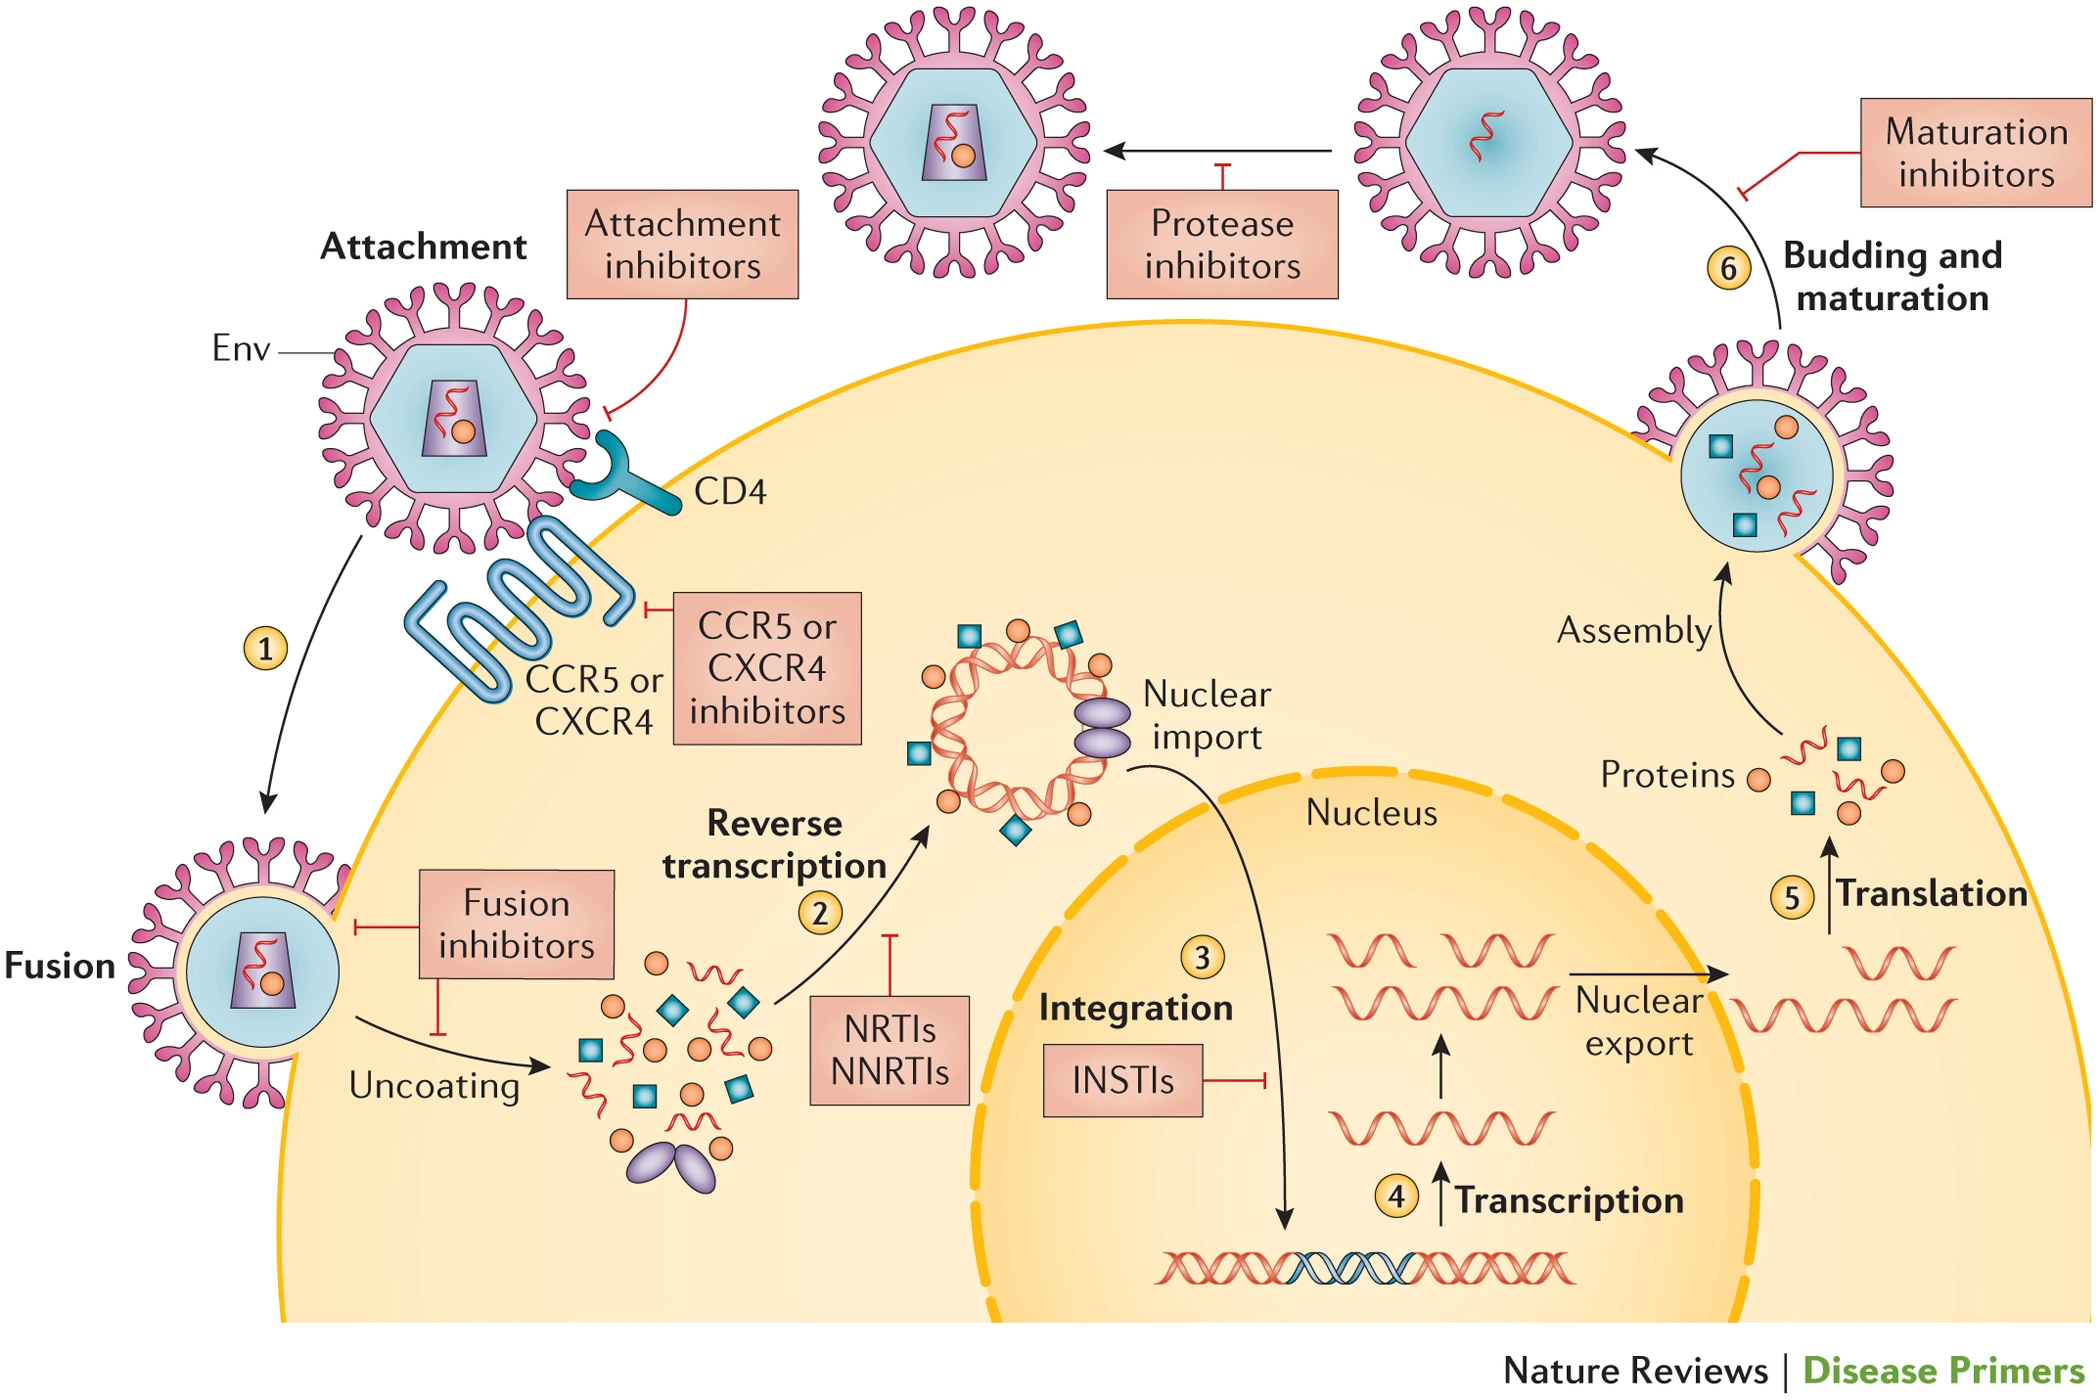 Maturation
inhibitors
Attachment
inhibitors
Protease
inhibitors
Attachment
6
Budding and
maturation
Env
CD4
CCR5 or
CXCR4
inhibitors
CCR5 or
CXCR4
1
Assembly
Nuclear
import
Proteins
Nucleus
Reverse
transcription
2
5
Translation
Fusion
inhibitors
Fusion
3
Integration
NRTIs
NNRTIs
Nuclear
export
INSTIs
Uncoating
4
Transcription
Nature Reviews | Disease Primers